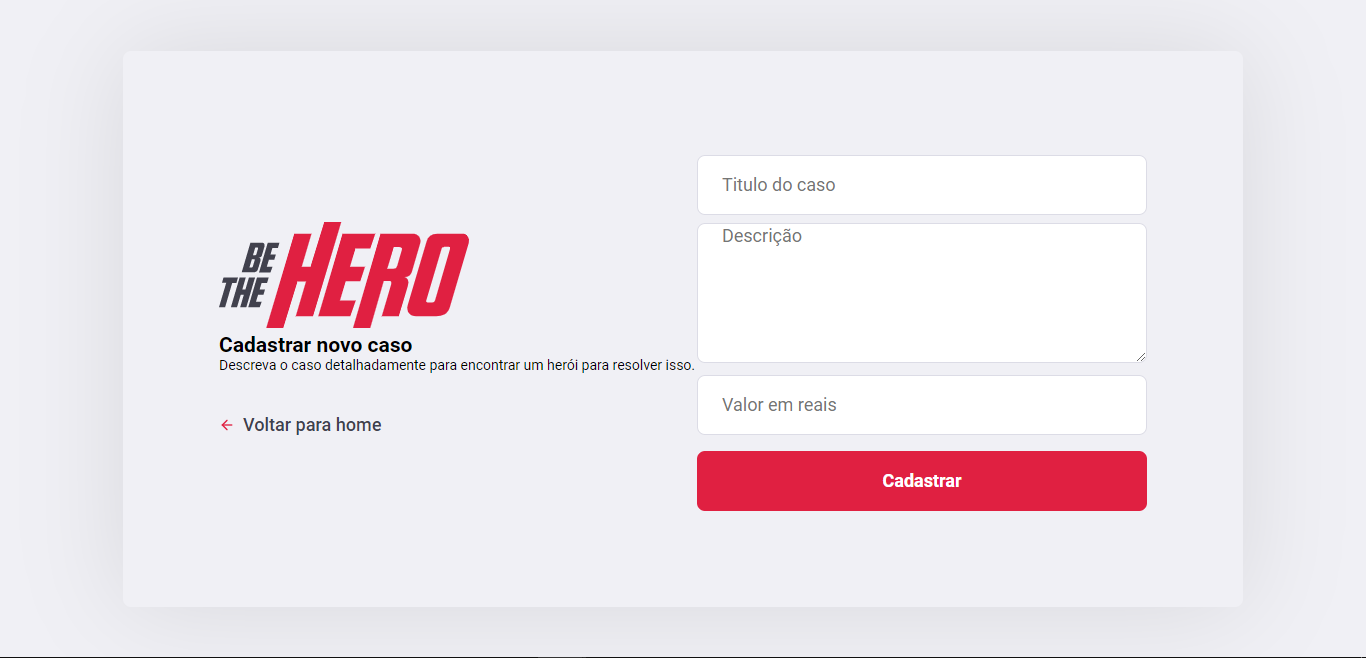 BE
THE
HERO
Cadastrar novo caso
Descreva o caso detalhadamente para encontrar um herói para resolver isso.
Voltar para home
Titulo do caso
Descrição
Valor em reais
Cadastrar